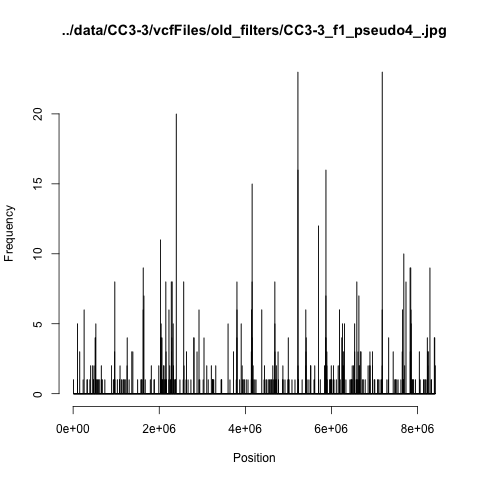 ../data/CC3-3/vcfFiles/old_filters/CC3-3_f1_pseudo4_.jpg
Frequency
20
15
10
5
0
0e+00 2e+06 4e+06 6e+06 8e+06
Position